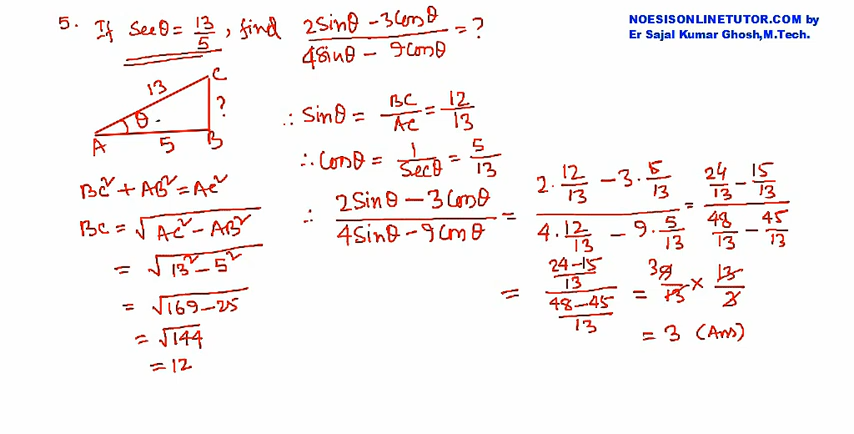 NOESISONLINETUTOR.COM by
Er Sajal Kumar Ghosh,M.Tech.
5. If Secθ = 13/5, find (2Sinθ - 3Cosθ)/(4Sinθ - 9Cosθ) = ?
13
C
θ
?
A
5
B
BC² + AB² = AC²
BC = √(AC² - AB²)
= √(13² - 5²)
= √(169-25)
= √144
= 12
∴ Sinθ = BC/AC = 12/13
∴ Cosθ = 1/Secθ = 5/13
∴ (2Sinθ - 3Cosθ)/(4Sinθ - 9Cosθ) = (2·12/13 - 3·5/13)/(4·12/13 - 9·5/13) = (24/13 - 15/13)/(48/13 - 45/13)
= ((24-15)/13)/((48-45)/13) = 3 9/13 × 13/3
= 3 (Ans)